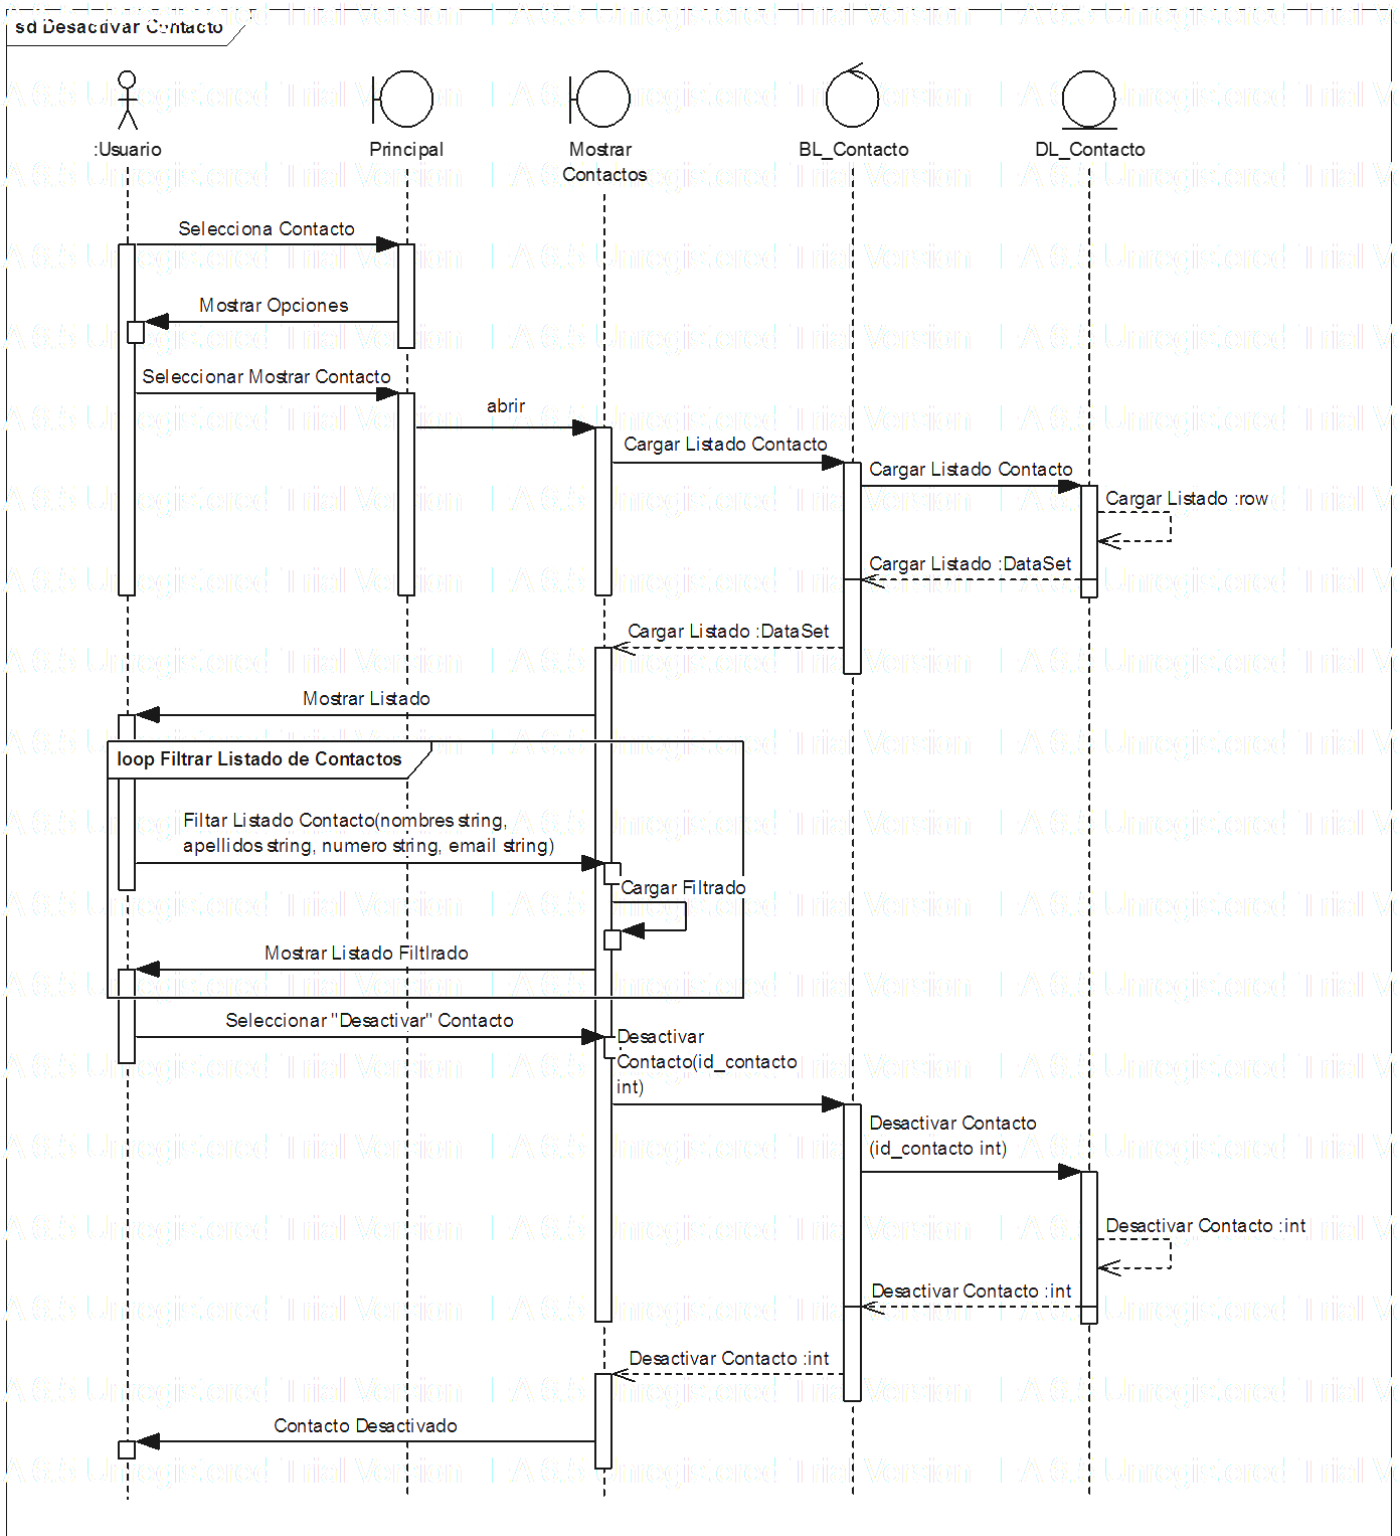 sd Desactivar Contacto
:Usuario
Principal
Mostrar
Contactos
BL_Contacto
DL_Contacto
Selecciona Contacto
Mostrar Opciones
Seleccionar Mostrar Contacto
abrir
Cargar Listado Contacto
Cargar Listado Contacto
Cargar Listado :row
Cargar Listado :DataSet
Cargar Listado :DataSet
Mostrar Listado
loop Filtrar Listado de Contactos
Filtar Listado Contacto(nombres string,
apellidos string, numero string, email string)
Cargar Filtrado
Mostrar Listado Filtlrado
Seleccionar "Desactivar" Contacto
Desactivar
Contacto(id_contacto
int)
Desactivar Contacto
(id_contacto int)
Desactivar Contacto :int
Desactivar Contacto :int
Desactivar Contacto :int
Contacto Desactivado